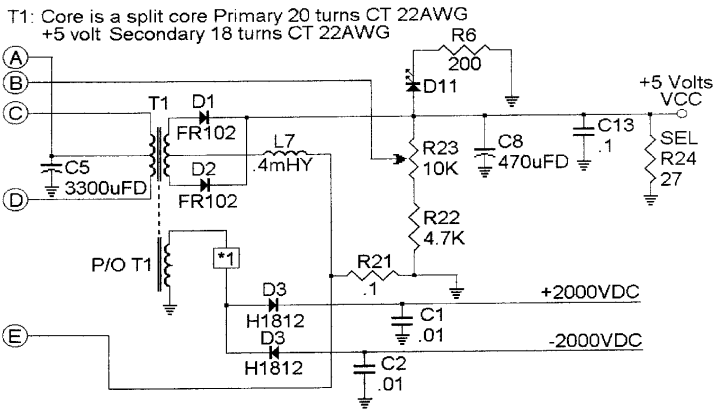 T1: Core is a split core Primary 20 turns CT 22AWG
+5 volt Secondary 18 turns CT 22AWG
A
B
C
D
E
T1
D1
FR102
D2
FR102
C5
3300uFD
L7
.4mHY
R6
200
D11
+5 Volts
VCC
R23
10K
C8
470uFD
C13
.1
SEL
R24
27
R22
4.7K
P/O T1
*1
R21
.1
D3
H1812
+2000VDC
C1
.01
D3
H1812
-2000VDC
C2
.01